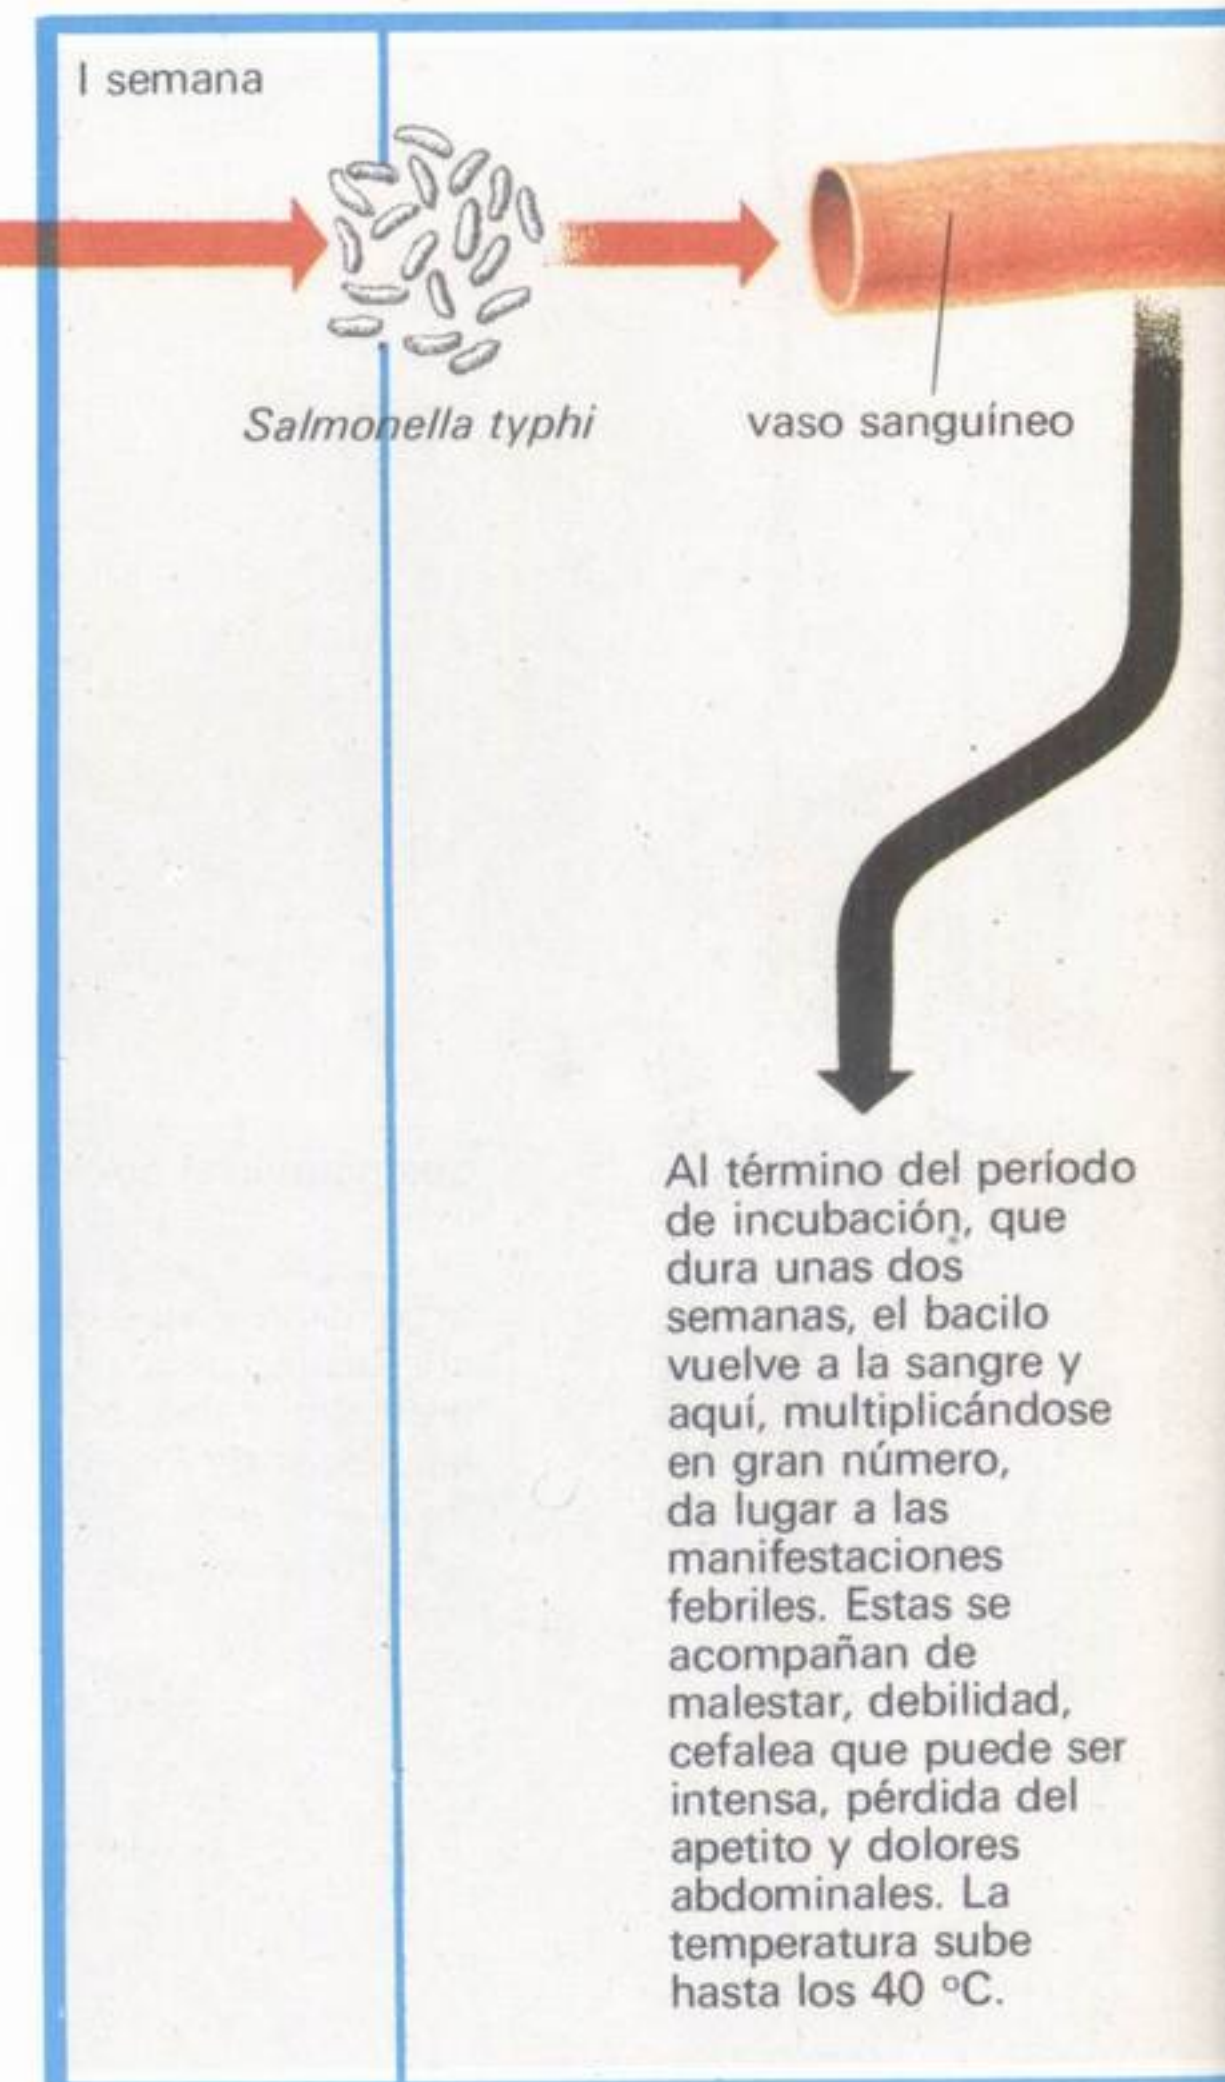 I semana
Salmonella typhi
vaso sanguíneo
Al término del período
de incubación, que
dura unas dos
semanas, el bacilo
vuelve a la sangre y
aquí, multiplicándose
en gran número,
da lugar a las
manifestaciones
febriles. Estas se
acompañan de
malestar, debilidad,
cefalea que puede ser
intensa, pérdida del
apetito y dolores
abdominales. La
temperatura sube
hasta los 40 ºC.